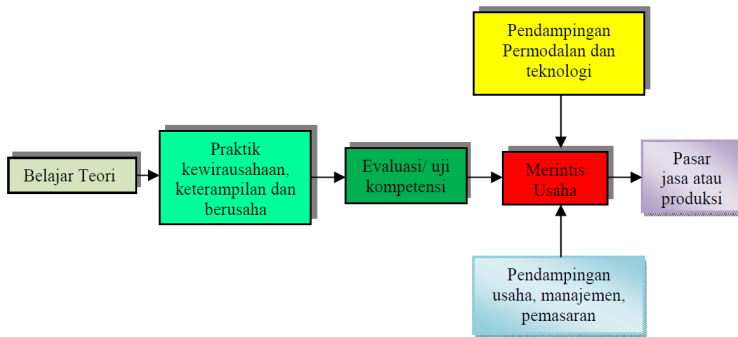 Pendampingan
Permodalan dan
teknologi
Belajar Teori
Praktik
kewirausahaan,
keterampilan dan
berusaha
Evaluasi/ uji
kompetensi
Merintis
Usaha
Pasar
jasa atau
produksi
Pendampingan
usaha, manajemen,
pemasaran